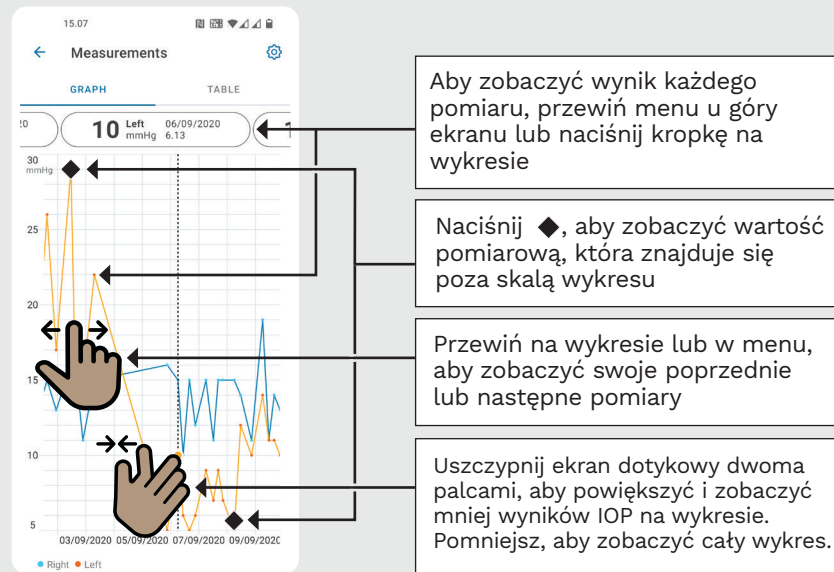 15.07
Measurements
GRAPH TABLE
10 Left mmHg 06/09/2020 6.13
30
mmHg
25
20
15
10
5
03/09/2020 05/09/2020 07/09/2020 09/09/2020
Right Left
Aby zobaczyć wynik każdego
pomiaru, przewiń menu u góry
ekranu lub naciśnij kropkę na
wykresie
Naciśnij ◆, aby zobaczyć wartość
pomiarową, która znajduje się
poza skalą wykresu
Przewiń na wykresie lub w menu,
aby zobaczyć swoje poprzednie
lub następne pomiary
Uszczypnij ekran dotykowy dwoma
palcami, aby powiększyć i zobaczyć
mniej wyników IOP na wykresie.
Pomniejsz, aby zobaczyć cały wykres.